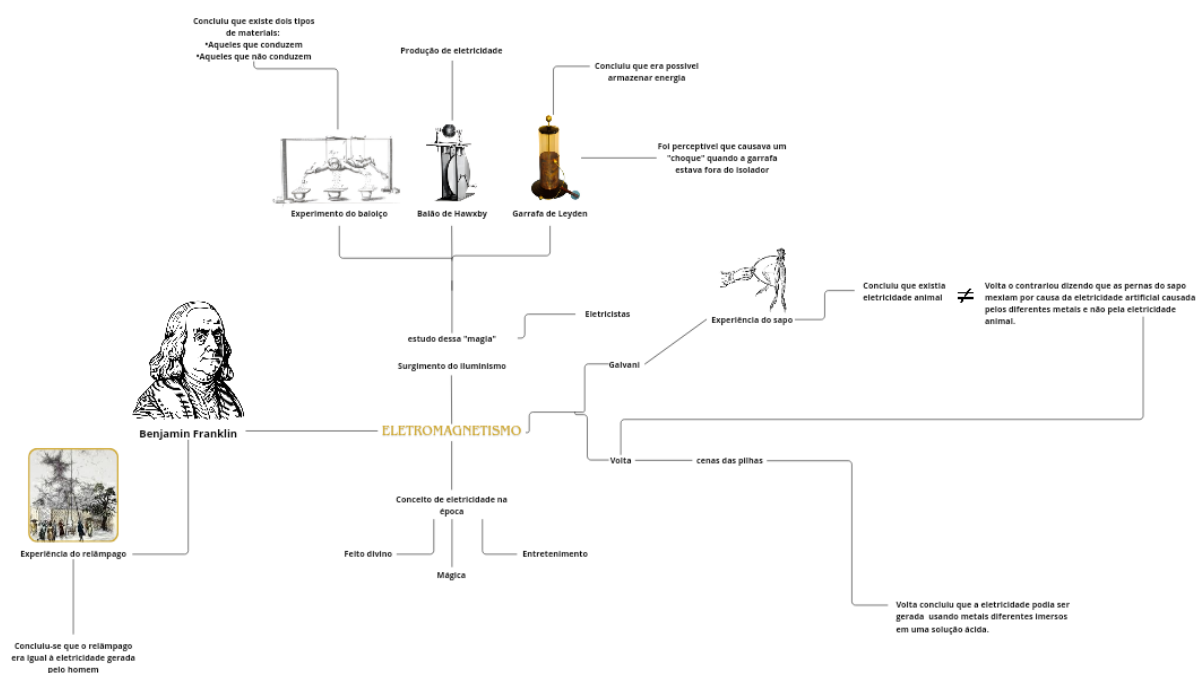 Concluiu que existe dois tipos
de materiais:
•Aqueles que conduzem
•Aqueles que não conduzem
Produção de eletricidade
Concluiu que era possivel
armazenar energia
Foi perceptível que causava um
"choque" quando a garrafa
estava fora do isolador
Experimento do baloiço
Balão de Hawxby
Garrafa de Leyden
estudo dessa "magia"
Eletricistas
Surgimento do iluminismo
Experiência do sapo
Concluiu que existia
eletricidade animal
≠
Volta o contrariou dizendo que as pernas do sapo
mexiam por causa da eletricidade artificial causada
pelos diferentes metais e não pela eletricidade
animal.
Galvani
Benjamin Franklin
ELETROMAGNETISMO
Volta
cenas das pilhas
Conceito de eletricidade na
época
Feito divino
Mágica
Entretenimento
Experiência do relâmpago
Concluiu-se que o relâmpago
era igual à eletricidade gerada
pelo homem
Volta concluiu que a eletricidade podia ser
gerada usando metais diferentes imersos
em uma solução ácida.